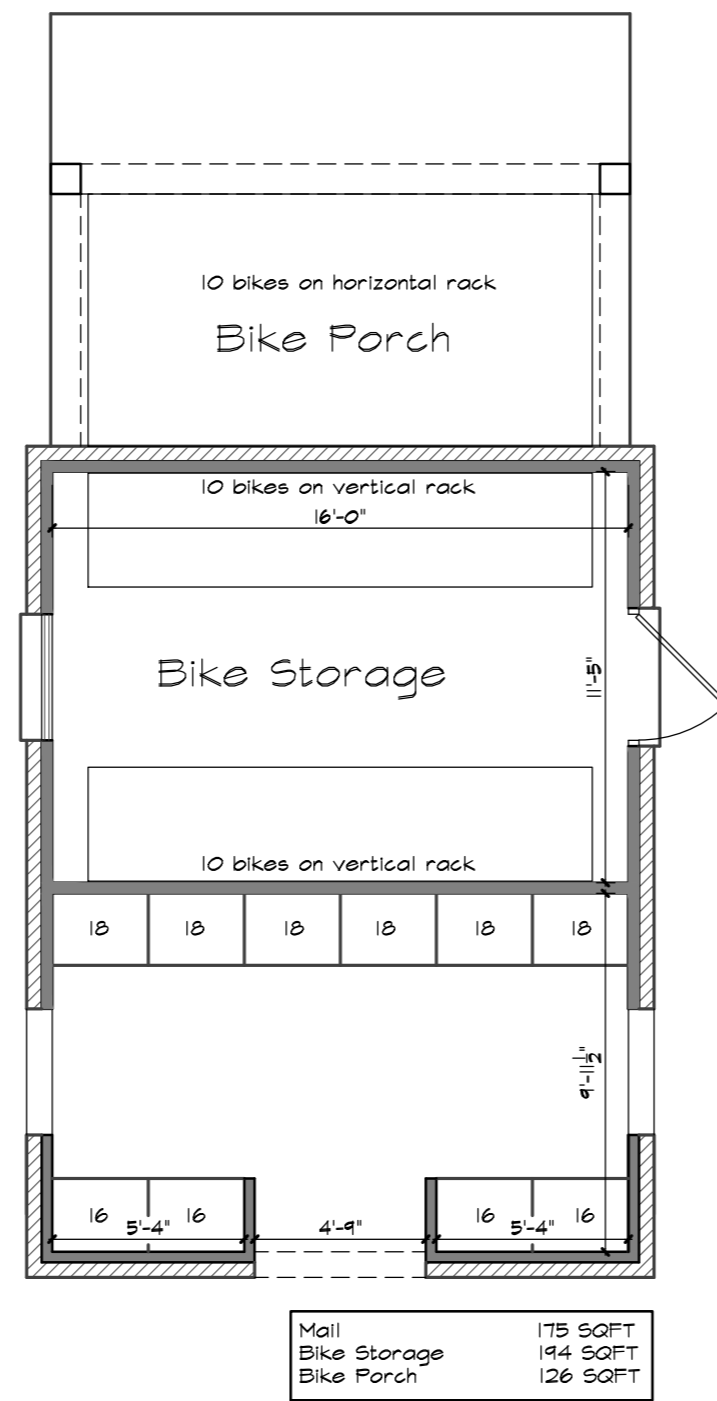 10 bikes on horizontal rack
Bike Porch
10 bikes on vertical rack
16'-0"
Bike Storage
11'-5"
10 bikes on vertical rack
18 18 18 18 18 18
9'-11 1/2"
16 16 16 16
5'-4" 4'-9" 5'-4"
Mail 175 SQFT
Bike Storage 194 SQFT
Bike Porch 126 SQFT